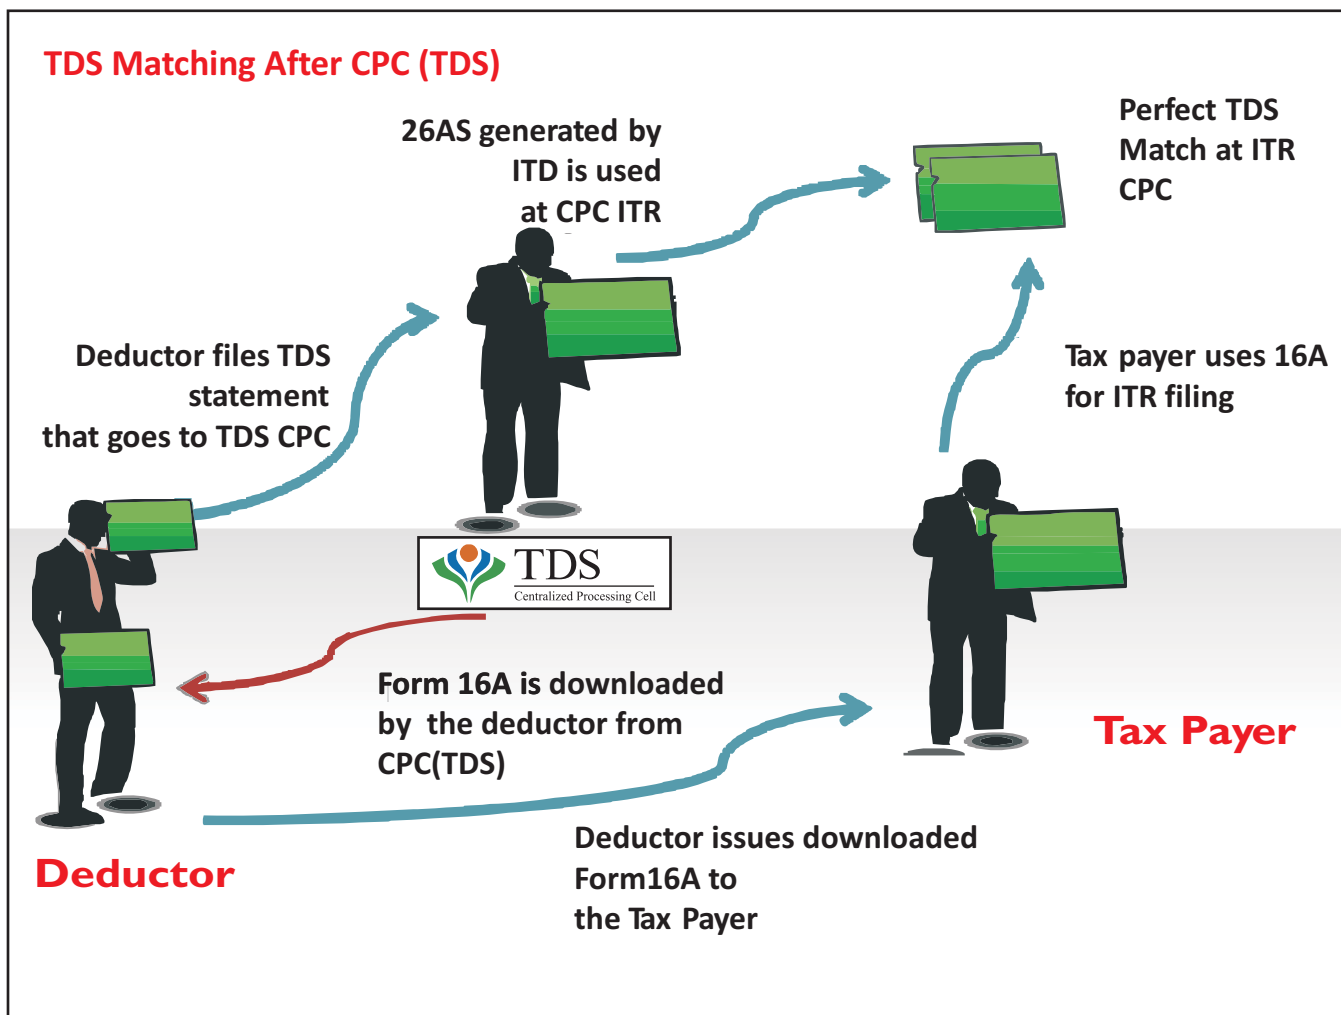 TDS Matching After CPC (TDS)
26AS generated by
ITD is used
at CPC ITR
Perfect TDS
Match at ITR
CPC
Deductor files TDS
statement
that goes to TDS CPC
Tax payer uses 16A
for ITR filing
TDS
Centralized Processing Cell
Form 16A is downloaded
by the deductor from
CPC(TDS)
Tax Payer
Deductor issues downloaded
Form16A to
the Tax Payer
Deductor